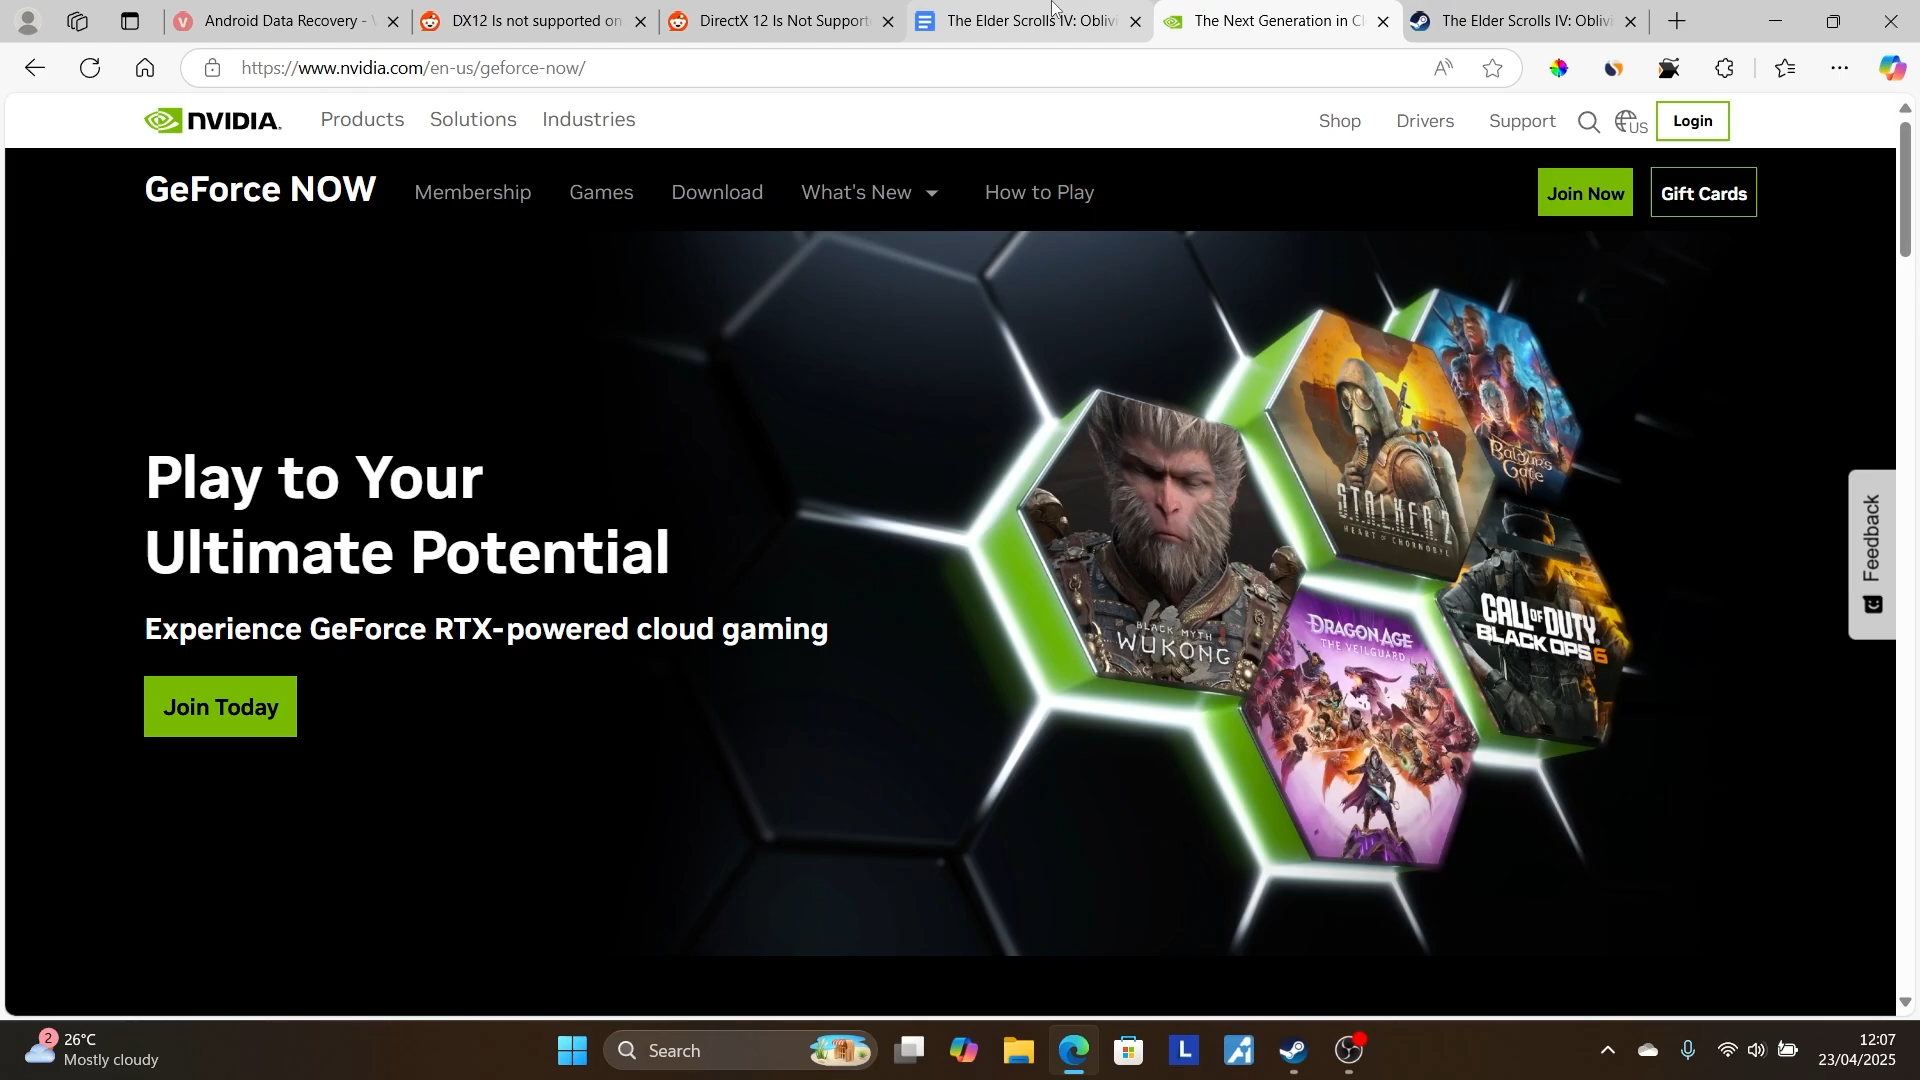 Android Data Recovery -
DX12 Is not supported on
DirectX 12 Is Not Support
The Elder Scrolls IV: Oblivi
The Next Generation in Cl
The Elder Scrolls IV: Oblivi
https://www.nvidia.com/en-us/geforce-now/
NVIDIA.
Products
Solutions
Industries
Shop
Drivers
Support
US
Login
GeForce NOW
Membership
Games
Download
What's New
How to Play
Join Now
Gift Cards
Play to Your
Ultimate Potential
Experience GeForce RTX-powered cloud gaming
Join Today
BALDUR'S
GATE
S.T.A.L.K.E.R. 2
HEART OF CHORNOBYL
BLACK MYTH
WUKONG
CALL OF DUTY
BLACK OPS 6
DRAGON AGE
THE VEILGUARD
Feedback
2
26°C
Mostly cloudy
Search
L
12:07
23/04/2025